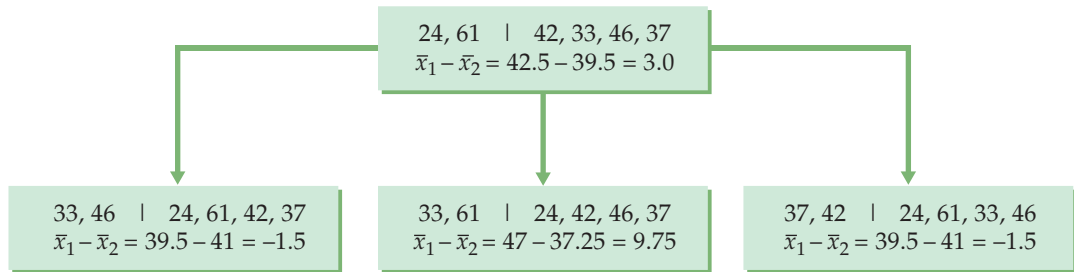 24, 61 | 42, 33, 46, 37
x̄₁ – x̄₂ = 42.5 – 39.5 = 3.0
33, 46 | 24, 61, 42, 37
x̄₁ – x̄₂ = 39.5 – 41 = –1.5
33, 61 | 24, 42, 46, 37
x̄₁ – x̄₂ = 47 – 37.25 = 9.75
37, 42 | 24, 61, 33, 46
x̄₁ – x̄₂ = 39.5 – 41 = –1.5